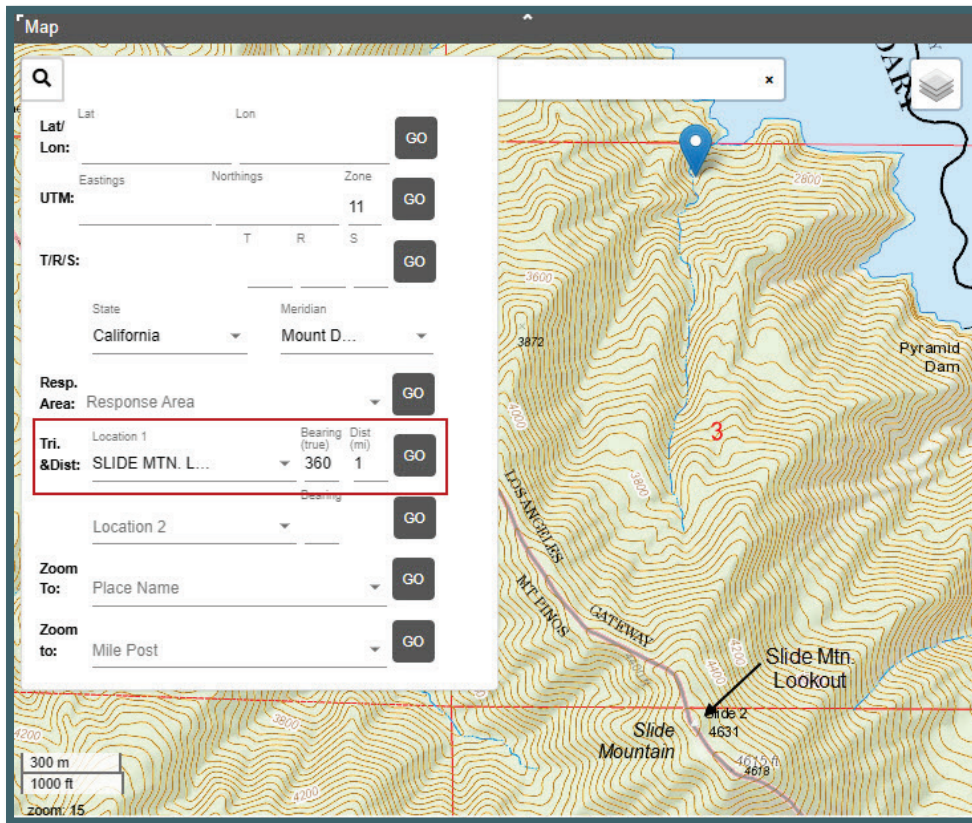 Map
Lat
Lon
Lat/
Lon:
GO
Eastings
Northings
Zone
UTM:
11
GO
T
R
S
T/R/S:
GO
State
Meridian
California
Mount D...
Resp.
Area:
Response Area
GO
Tri.
&Dist:
Location 1
Bearing
(true)
Dist
(mi)
SLIDE MTN. L...
360
1
GO
Bearing
Location 2
GO
Zoom
To:
Place Name
GO
Zoom
to:
Mile Post
GO
DARY
2800
3600
3872
Pyramid
Dam
4000
3
3800
LOS ANGELES
MT PINOS
GATEWAY
4200
4400
Slide Mtn.
Lookout
Slide 2
4631
Slide
Mountain
4615 ft
4618
3800
4200
4200
300 m
1000 ft
zoom: 15